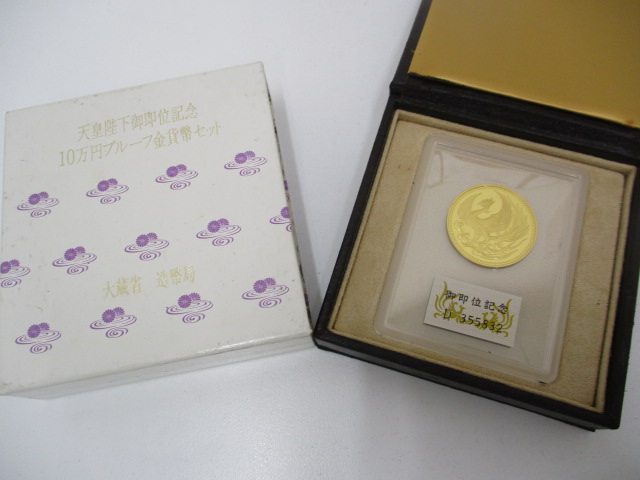 天皇陛下御即位記念
10万円プルーフ金貨幣セット
大蔵省 造幣局
御即位記念
D 355832